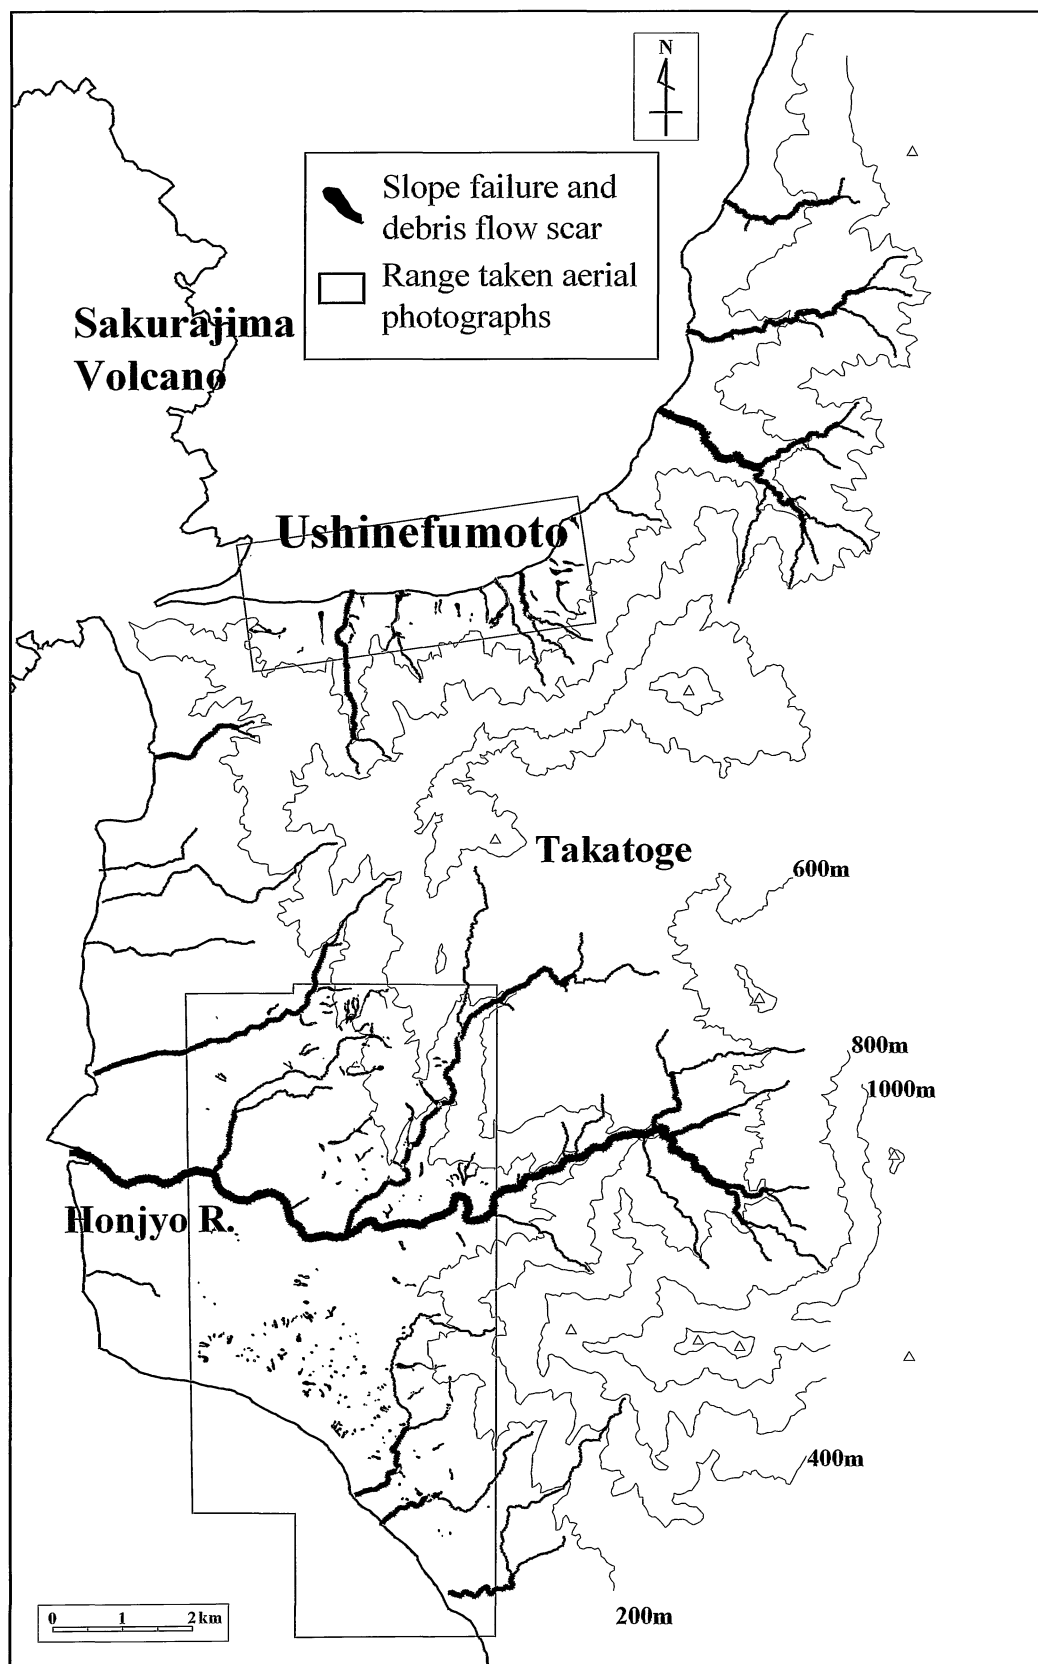 N
Slope failure and
debris flow scar
Range taken aerial
photographs
Sakurajima
Volcano
Ushinefumoto
Takatoge
600m
800m
1000m
Honjyo R.
400m
200m
0 1 2 km